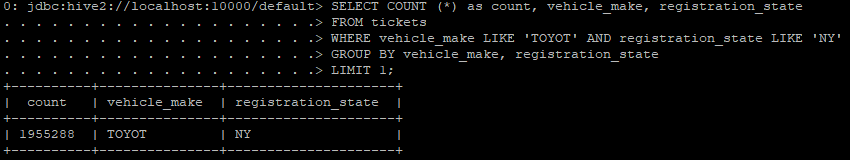 0: jdbc:hive2://localhost:10000/default> SELECT COUNT (*) as count, vehicle_make, registration_state
. . . . . . . . . . . . . . . . . . . .> FROM tickets
. . . . . . . . . . . . . . . . . . . .> WHERE vehicle_make LIKE 'TOYOT' AND registration_state LIKE 'NY'
. . . . . . . . . . . . . . . . . . . .> GROUP BY vehicle_make, registration_state
. . . . . . . . . . . . . . . . . . . .> LIMIT 1;
+----------+---------------+---------------------+
|  count   | vehicle_make  | registration_state  |
+----------+---------------+---------------------+
| 1955288  | TOYOT         | NY                  |
+----------+---------------+---------------------+